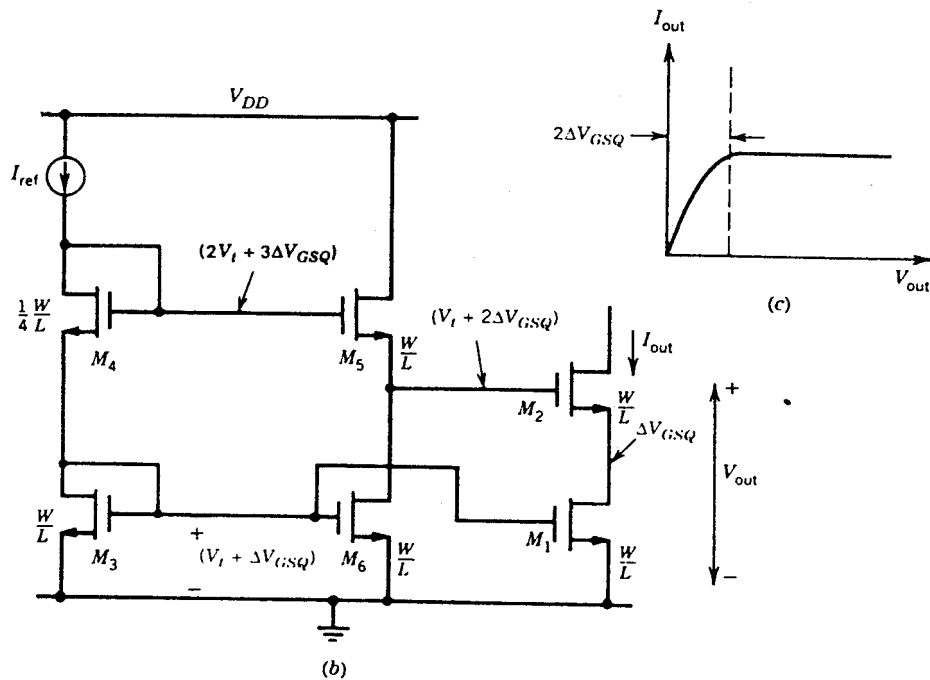 I_out
V_DD
2ΔV_GSQ
I_ref
V_out
(c)
(2V_t + 3ΔV_GSQ)
1/4 W/L
M_4
M_5
W/L
(V_t + 2ΔV_GSQ)
I_out
M_2
W/L
+
ΔV_GSQ
V_out
W/L
M_3
+
(V_t + ΔV_GSQ)
−
M_6
W/L
M_1
W/L
−
(b)